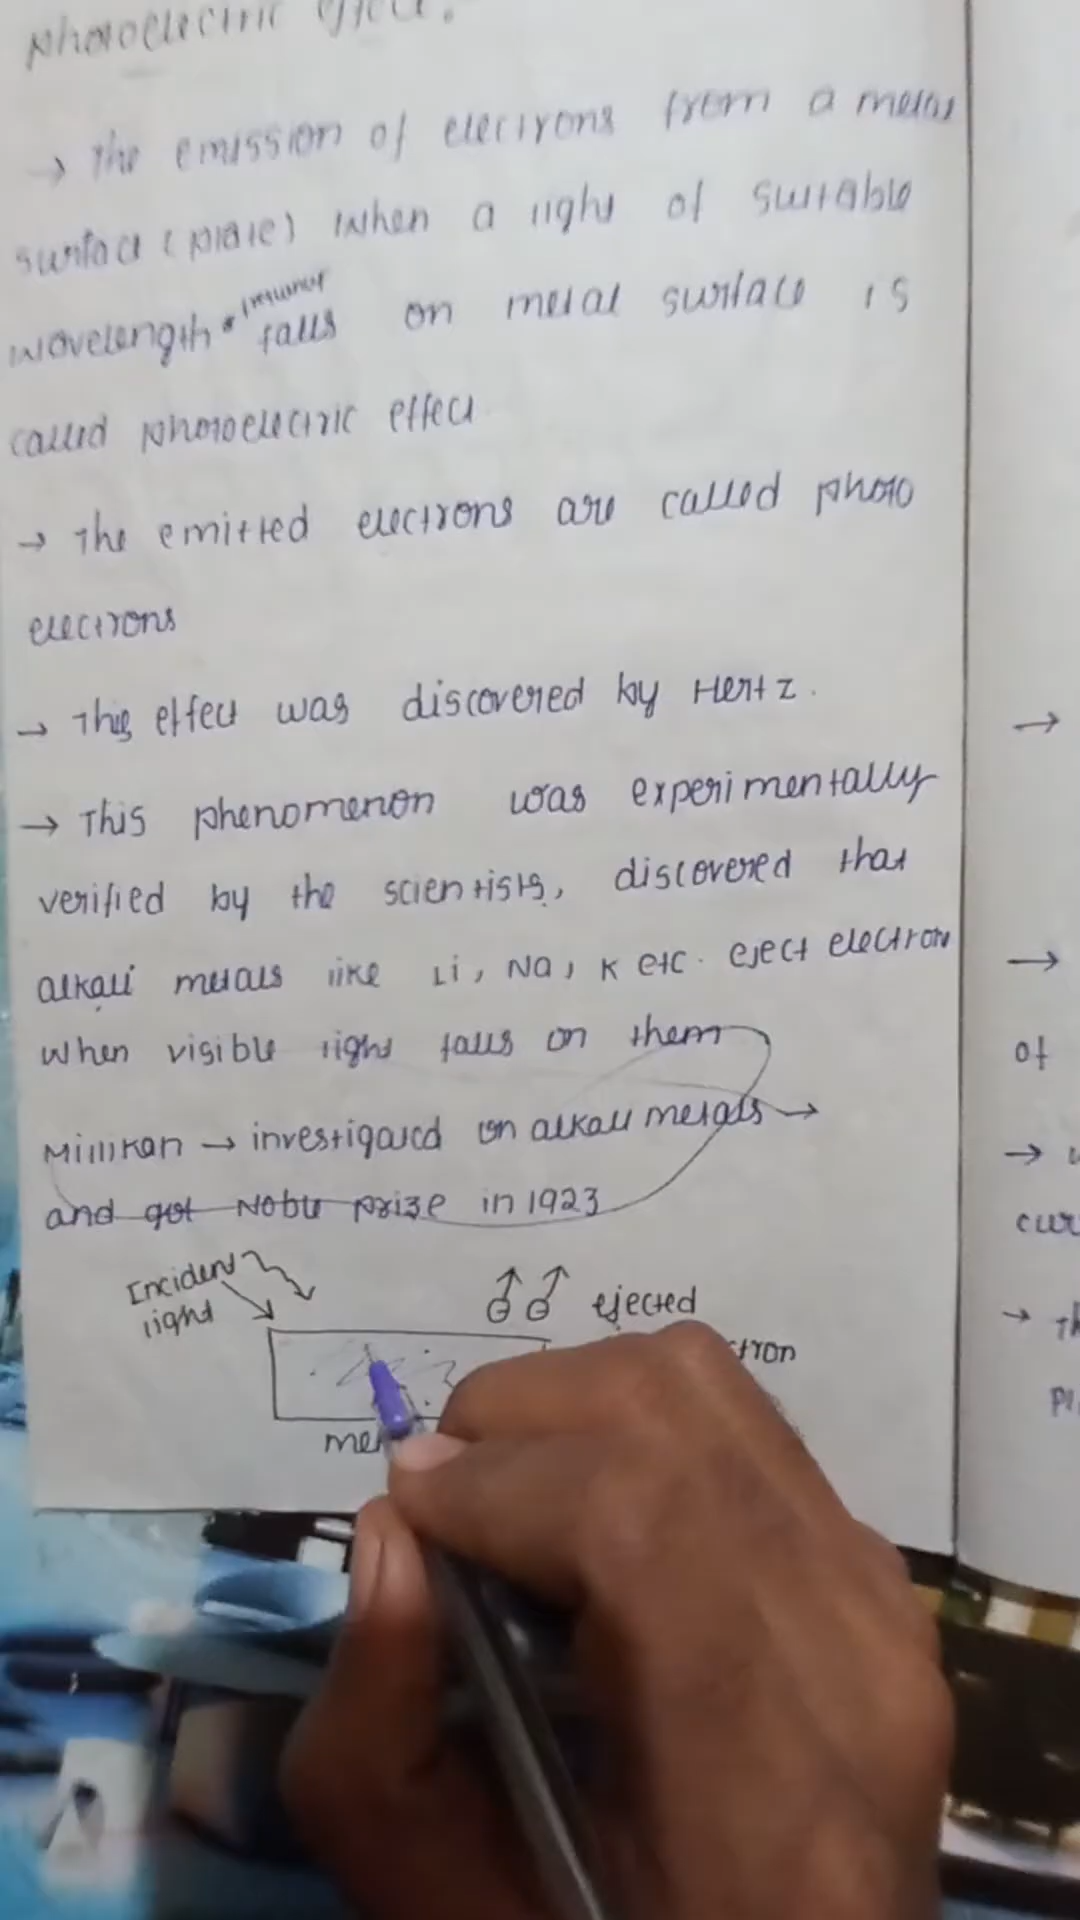 photoelectric effect.
→ The emission of electrons from a metal
surface (plate) when a light of suitable
frequency
wavelength falls on metal surface is
called photoelectric effect
→ The emitted electrons are called photo
electrons
→ This effect was discovered by Hertz.
→ This phenomenon was experimentally
verified by the scientists, discovered that
alkali metals like Li, Na, K etc. eject electron
when visible light falls on them
Millikan → investigated on alkali metals →
and got Noble prize in 1923
Incident
light
ejected
tron
me
→
→
of
→
cur
→ Th
Pl